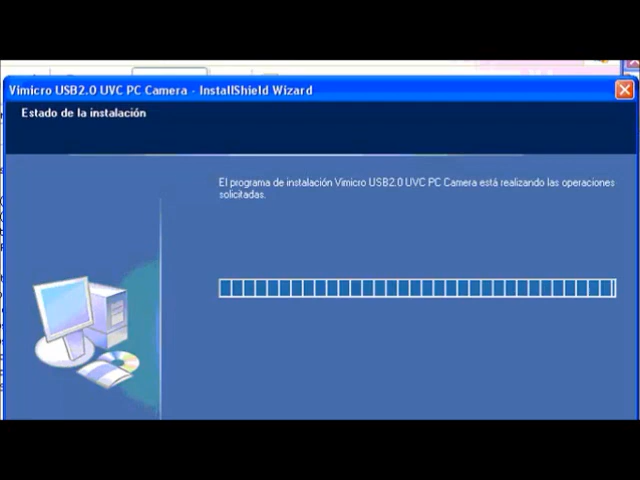 Vimicro USB2.0 UVC PC Camera - InstallShield Wizard
Estado de la instalación
El programa de instalación Vimicro USB2.0 UVC PC Camera está realizando las operaciones
solicitadas.